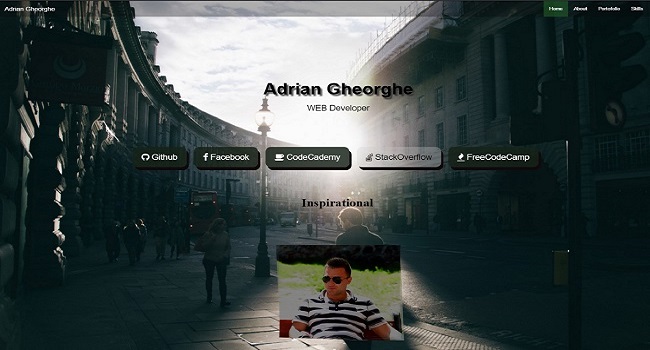 Adrian Gheorghe
Home About Portofolio Skills
Adrian Gheorghe
WEB Developer
Github Facebook CodeCademy StackOverflow FreeCodeCamp
Inspirational